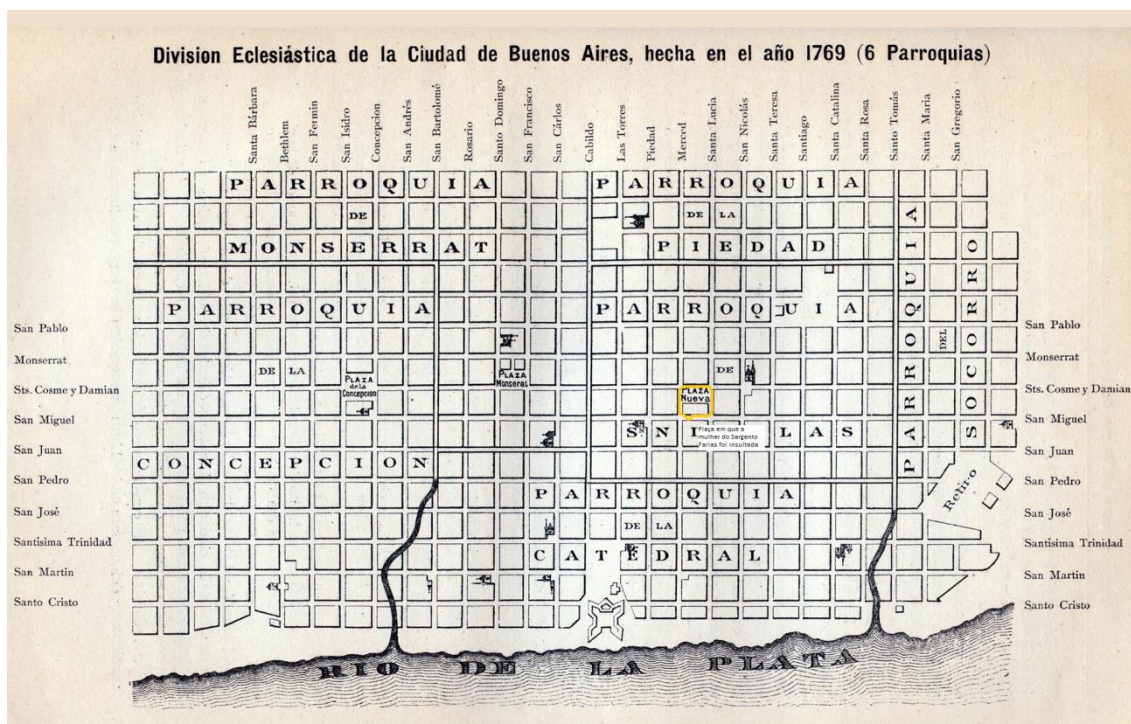 Division Eclesiástica de la Ciudad de Buenos Aires, hecha en el año 1769 (6 Parroquias)
Santa Bárbara
Bethlem
San Fermin
San Isidro
Concepcion
San Andrés
San Bartolomé
Rosario
Santo Domingo
San Francisco
San Cárlos
Cabildo
Las Torres
Piedad
Merced
Santa Lucia
San Nicolás
Santa Teresa
Santiago
Santa Catalina
Santa Rosa
Santo Tomás
Santa Maria
San Gregorio
PARROQUIA
DE
MONSERRAT
PARROQUIA
DE LA
PIEDAD
PARROQUIA
DE LA
CONCEPCION
PARROQUIA
DE
SNICLAS
PARROQUIA
DEL
SOCORRO
PLAZA
de la
Concepcion
PLAZA
Monserat
PLAZA
Nueva
Plaça em que a
mulher do Sargento
Farias foi insultada
PARROQUIA
DE LA
CATEDRAL
Retiro
San Pablo
Monserrat
Sts. Cosme y Damian
San Miguel
San Juan
San Pedro
San José
Santísima Trinidad
San Martin
Santo Cristo
San Pablo
Monserrat
Sts. Cosme y Damian
San Miguel
San Juan
San Pedro
San José
Santísima Trinidad
San Martin
Santo Cristo
RIO DE LA PLATA